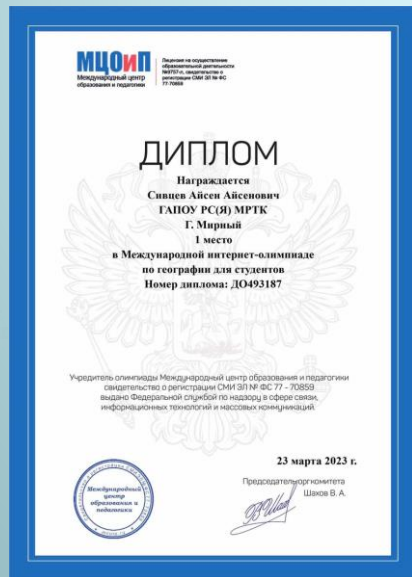 МЦОиП
Международный центр
образования и педагогики
Лицензия на осуществление
образовательной деятельности
№9757-л, свидетельство о
регистрации СМИ ЭЛ № ФС
77-70859
ДИПЛОМ
Награждается
Сивцев Айсен Айсенович
ГАПОУ РС(Я) МРТК
Г. Мирный
1 место
в Международной интернет-олимпиаде
по географии для студентов
Номер диплома: ДО493187
Учредитель олимпиады Международный центр образования и педагогики
свидетельство о регистрации СМИ ЭЛ № ФС 77 - 70859
выдано Федеральной службой по надзору в сфере связи,
информационных технологий и массовых коммуникаций.
23 марта 2023 г.
Председатель оргкомитета
Шахов В. А.
Международный
центр
образования и
педагогики